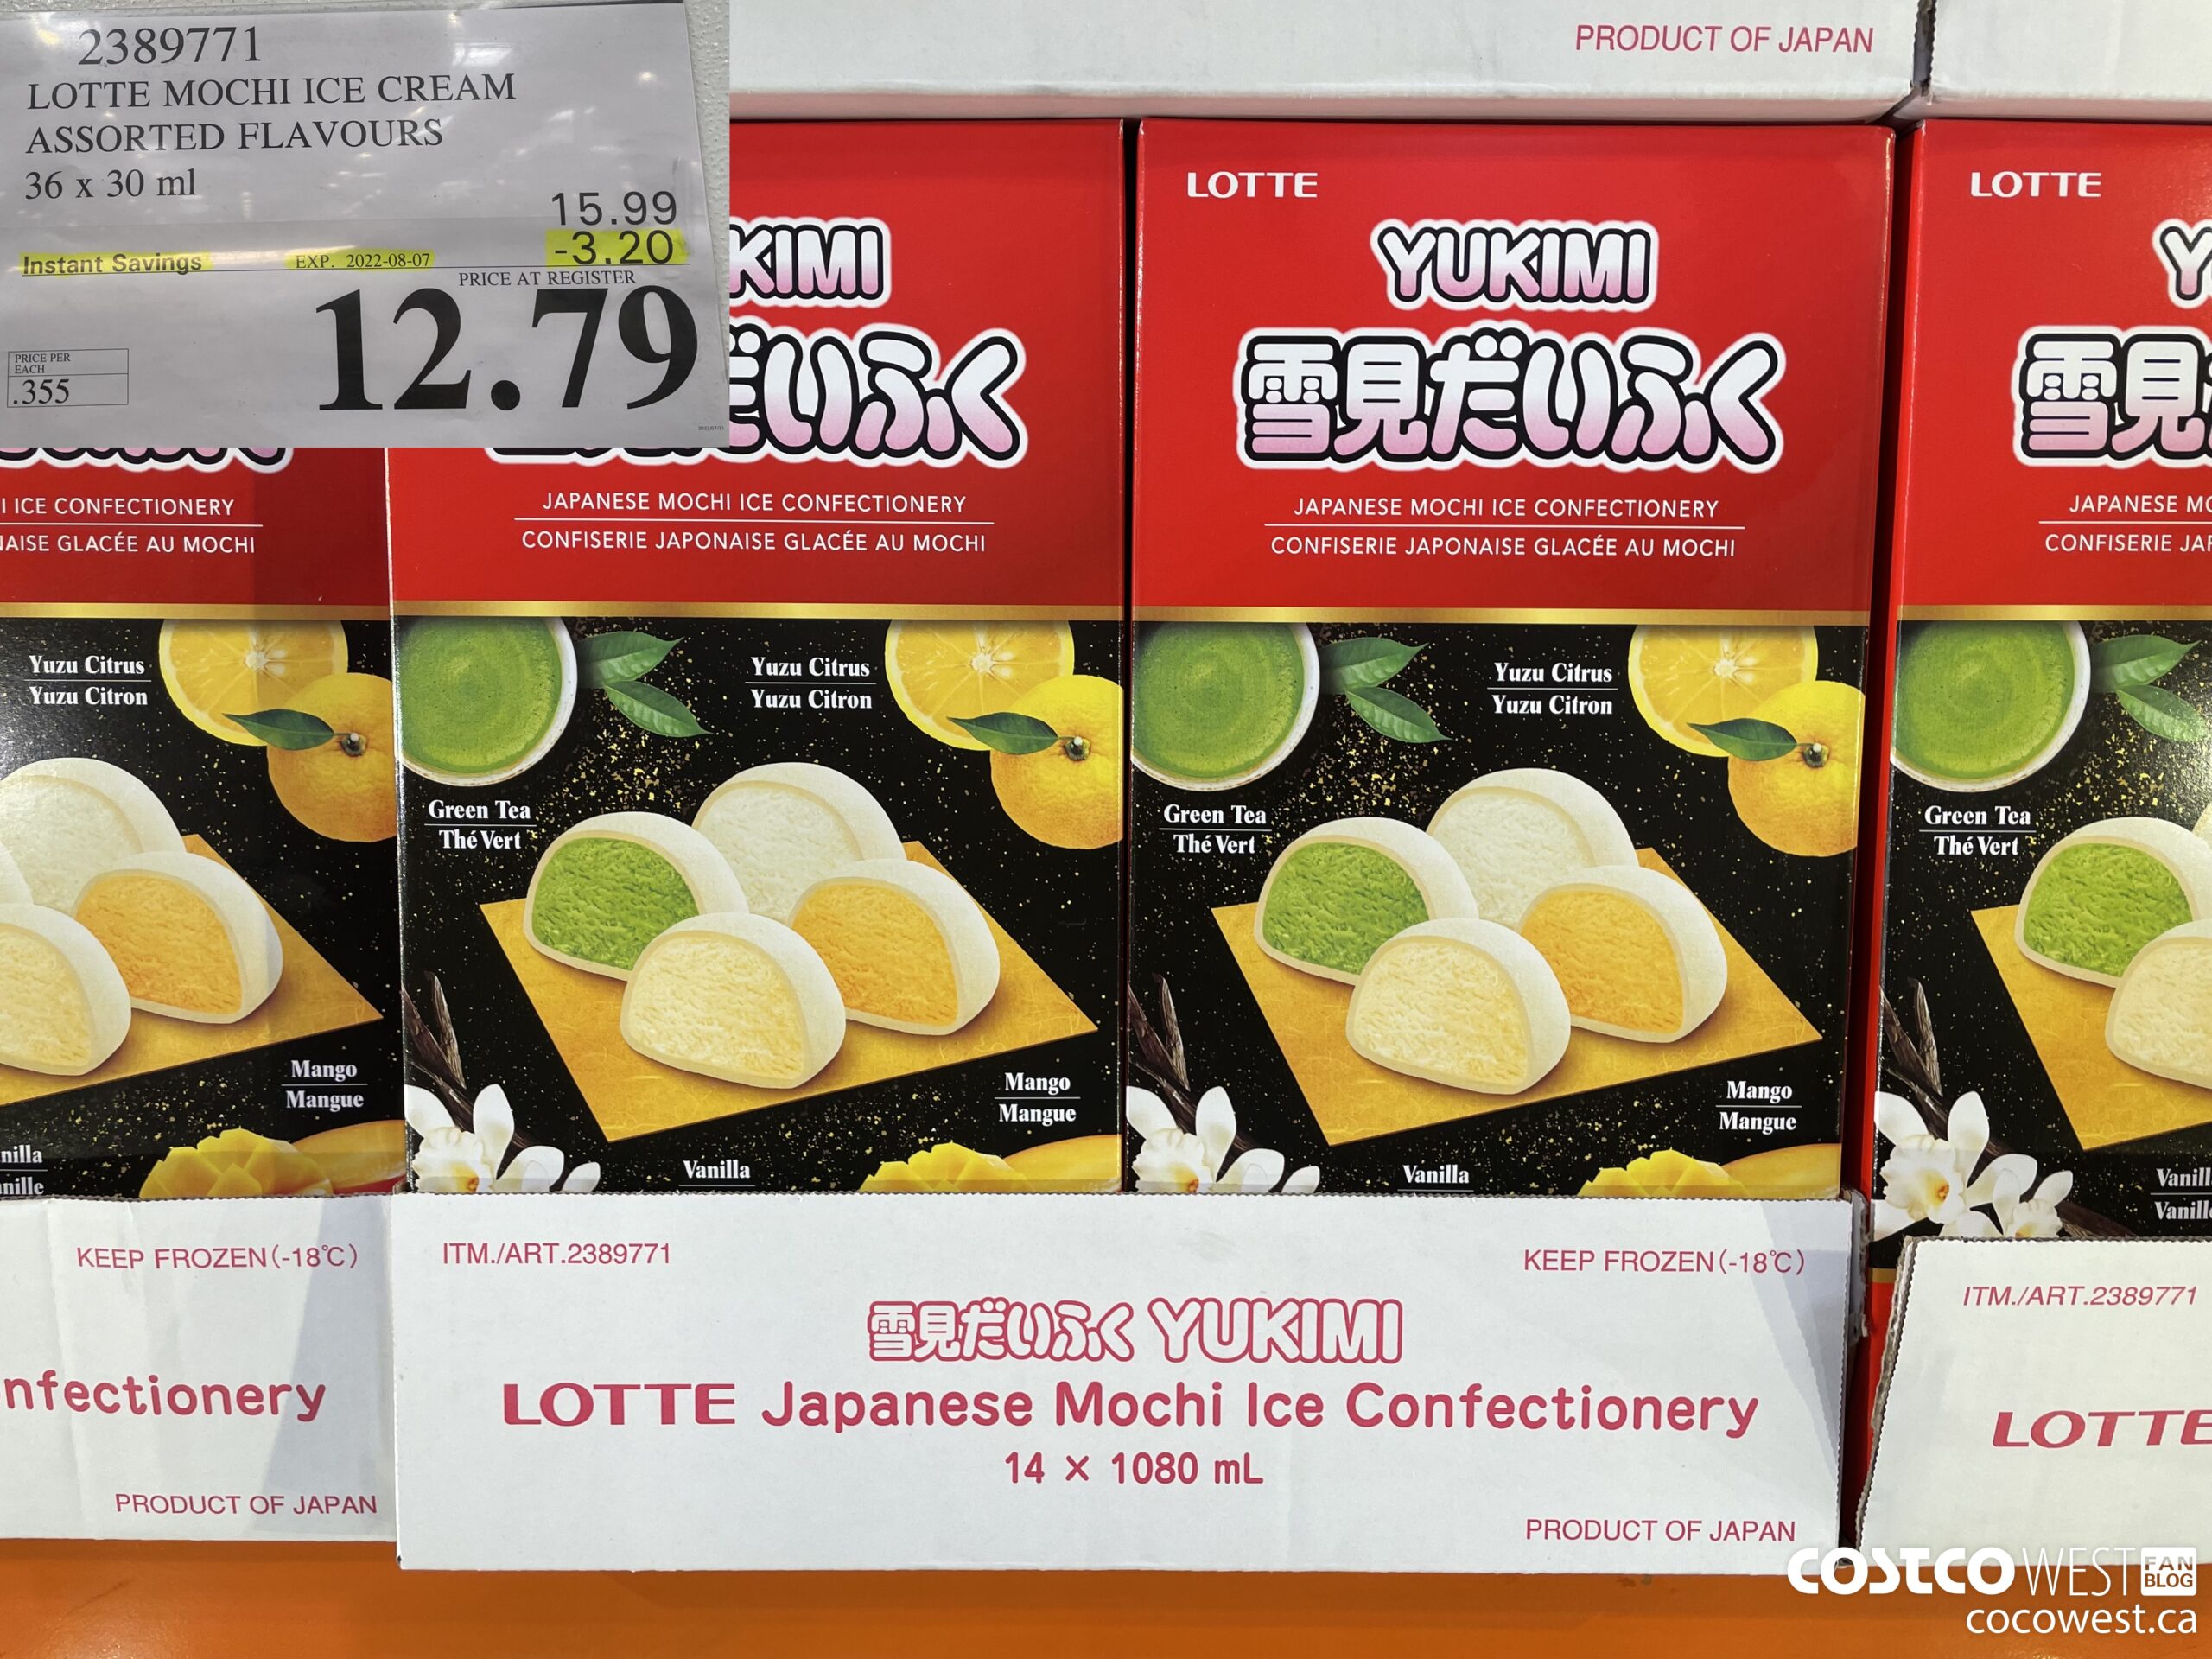 2389771
LOTTE MOCHI ICE CREAM
ASSORTED FLAVOURS
36 x 30 ml
15.99
Instant Savings EXP. 2022-08-07 -3.20
PRICE AT REGISTER
12.79
PRICE PER
EACH
.355
PRODUCT OF JAPAN
ICE CONFECTIONERY
GLACÉE AU MOCHI
Yuzu Citrus
Yuzu Citron
Mango
Mangue
KEEP FROZEN(-18℃)
PRODUCT OF JAPAN
だいふく
JAPANESE MOCHI ICE CONFECTIONERY
CONFISERIE JAPONAISE GLACÉE AU MOCHI
Yuzu Citrus
Yuzu Citron
Green Tea
Thé Vert
Mango
Mangue
Vanilla
LOTTE
YUKIMI
雪見だいふく
JAPANESE MOCHI ICE CONFECTIONERY
CONFISERIE JAPONAISE GLACÉE AU MOCHI
Yuzu Citrus
Yuzu Citron
Green Tea
Thé Vert
Mango
Mangue
Vanilla
LOTTE
雪見
JAPANESE
CONFISERIE
Green Tea
Thé Vert
ITM./ART.2389771 KEEP FROZEN(-18℃)
雪見だいふく YUKIMI
LOTTE Japanese Mochi Ice Confectionery
14 × 1080 mL
PRODUCT OF JAPAN
ITM./ART.2389771
LOTTE
COSTCO WEST FAN BLOG
cocowest.ca